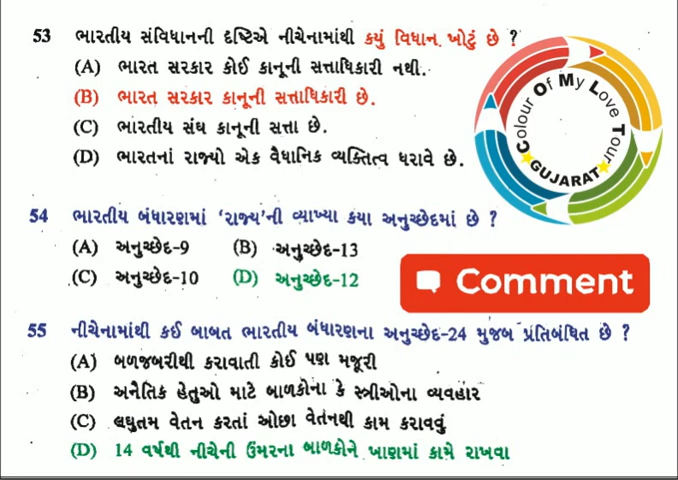 53 ભારતીય સંવિધાનની દષ્ટિએ નીચેનામાંથી કયું વિધાન ખોટું છે ?
(A) ભારત સરકાર કોઈ કાનૂની સત્તાધિકારી નથી.
(B) ભારત સરકાર કાનૂની સત્તાધિકારી છે.
(C) ભારતીય સંઘ કાનૂની સત્તા છે.
(D) ભારતનાં રાજ્યો એક વૈધાનિક વ્યક્તિત્વ ધરાવે છે.
Colour Of My Love Tour
GUJARAT
54 ભારતીય બંધારણમાં ‘રાજ્ય’ની વ્યાખ્યા કયા અનુચ્છેદમાં છે ?
(A) અનુચ્છેદ-9 (B) અનુચ્છેદ-13
(C) અનુચ્છેદ-10 (D) અનુચ્છેદ-12
Comment
55 નીચેનામાંથી કઈ બાબત ભારતીય બંધારણના અનુચ્છેદ-24 મુજબ પ્રતિબંધિત છે ?
(A) બળજબરીથી કરાવાતી કોઈ પણ મજૂરી
(B) અનૈતિક હેતુઓ માટે બાળકોના કે સ્ત્રીઓના વ્યવહાર
(C) લઘુતમ વેતન કરતાં ઓછા વેતનથી કામ કરાવવું
(D) 14 વર્ષથી નીચેની ઉંમરના બાળકોને ખાણમાં કામે રાખવા